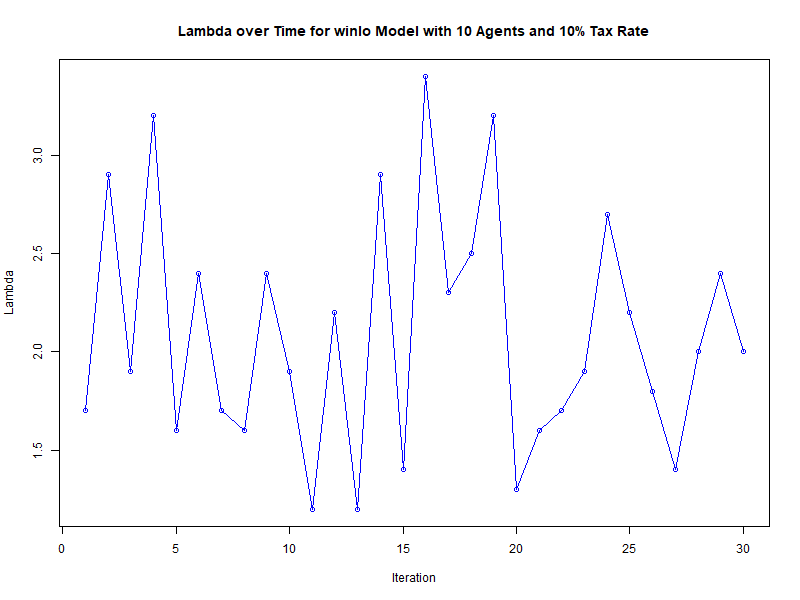 Lambda over Time for winlo Model with 10 Agents and 10% Tax Rate
Lambda
3.0
2.5
2.0
1.5
0 5 10 15 20 25 30
Iteration